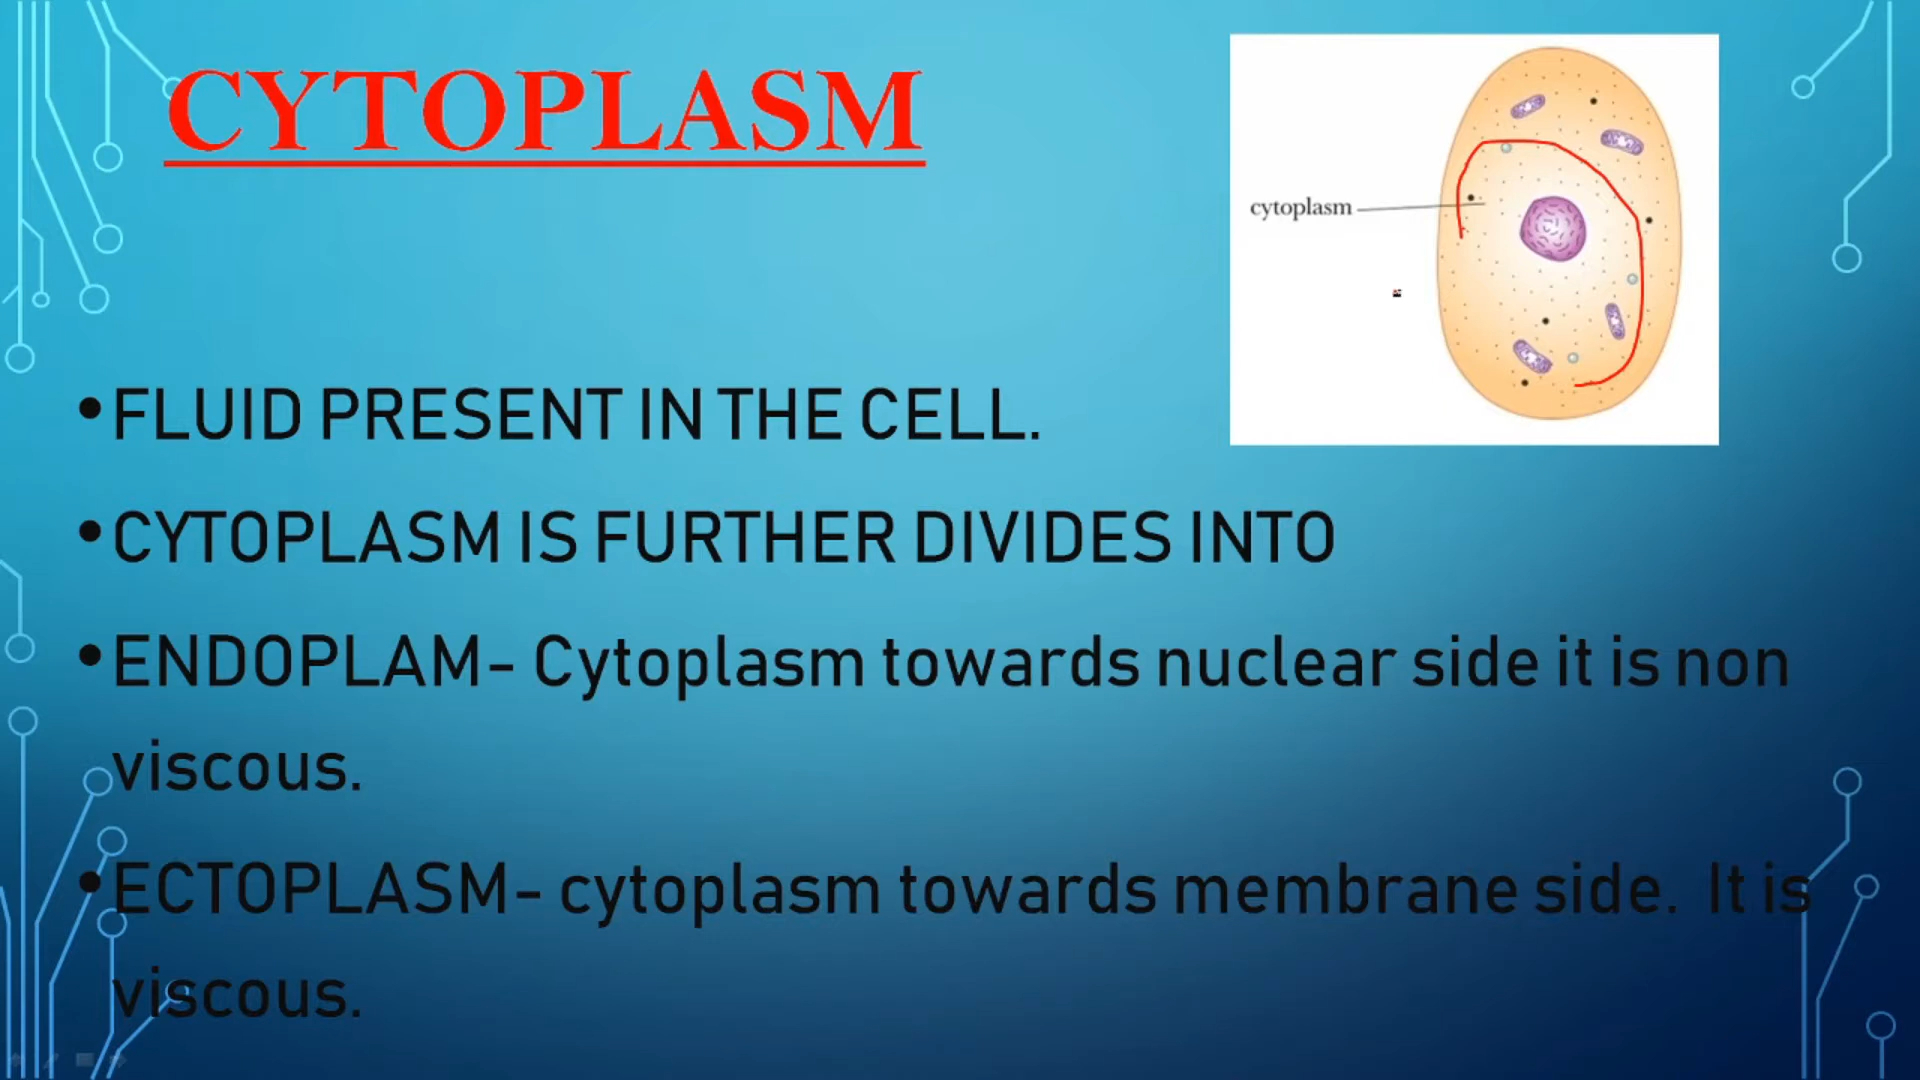 CYTOPLASM
cytoplasm
•FLUID PRESENT IN THE CELL.
•CYTOPLASM IS FURTHER DIVIDES INTO
•ENDOPLAM- Cytoplasm towards nuclear side it is non
viscous.
•ECTOPLASM- cytoplasm towards membrane side. It is
viscous.